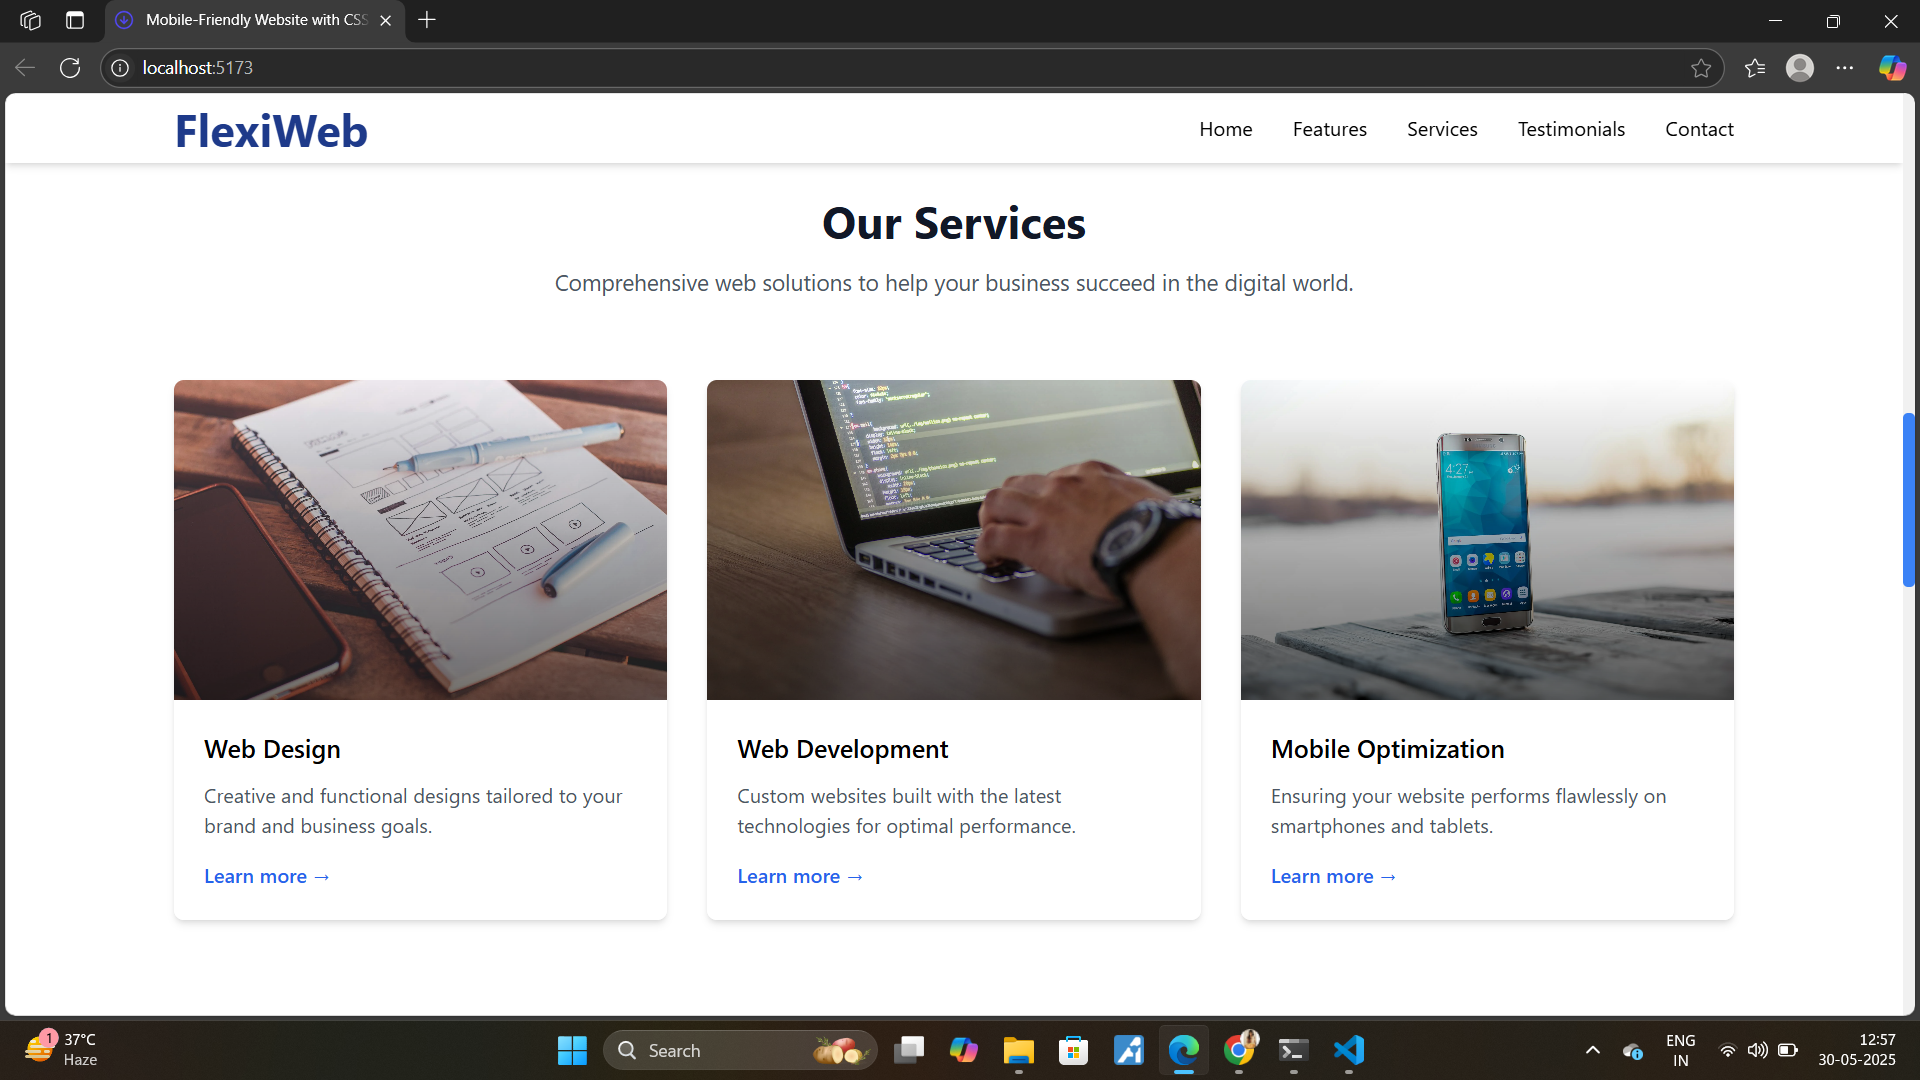 Mobile-Friendly Website with CSS
localhost:5173
FlexiWeb
Home
Features
Services
Testimonials
Contact
Our Services
Comprehensive web solutions to help your business succeed in the digital world.
4:27
Web Design
Creative and functional designs tailored to your
brand and business goals.
Learn more →
Web Development
Custom websites built with the latest
technologies for optimal performance.
Learn more →
Mobile Optimization
Ensuring your website performs flawlessly on
smartphones and tablets.
Learn more →
1
37°C
Haze
Search
ENG
IN
12:57
30-05-2025